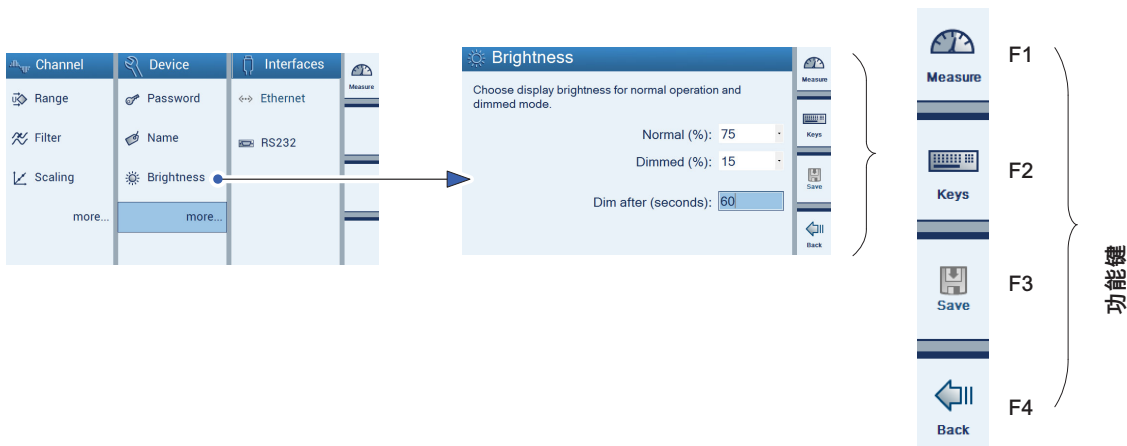 Channel
Range
Filter
Scaling
more...
Device
Password
Name
Brightness
more...
Interfaces
Ethernet
RS232
Measure
Brightness
Choose display brightness for normal operation and
dimmed mode.
Normal (%): 75
Dimmed (%): 15
Dim after (seconds): 60
Measure
Keys
Save
Back
Measure F1
Keys F2
Save F3
Back F4
功能键